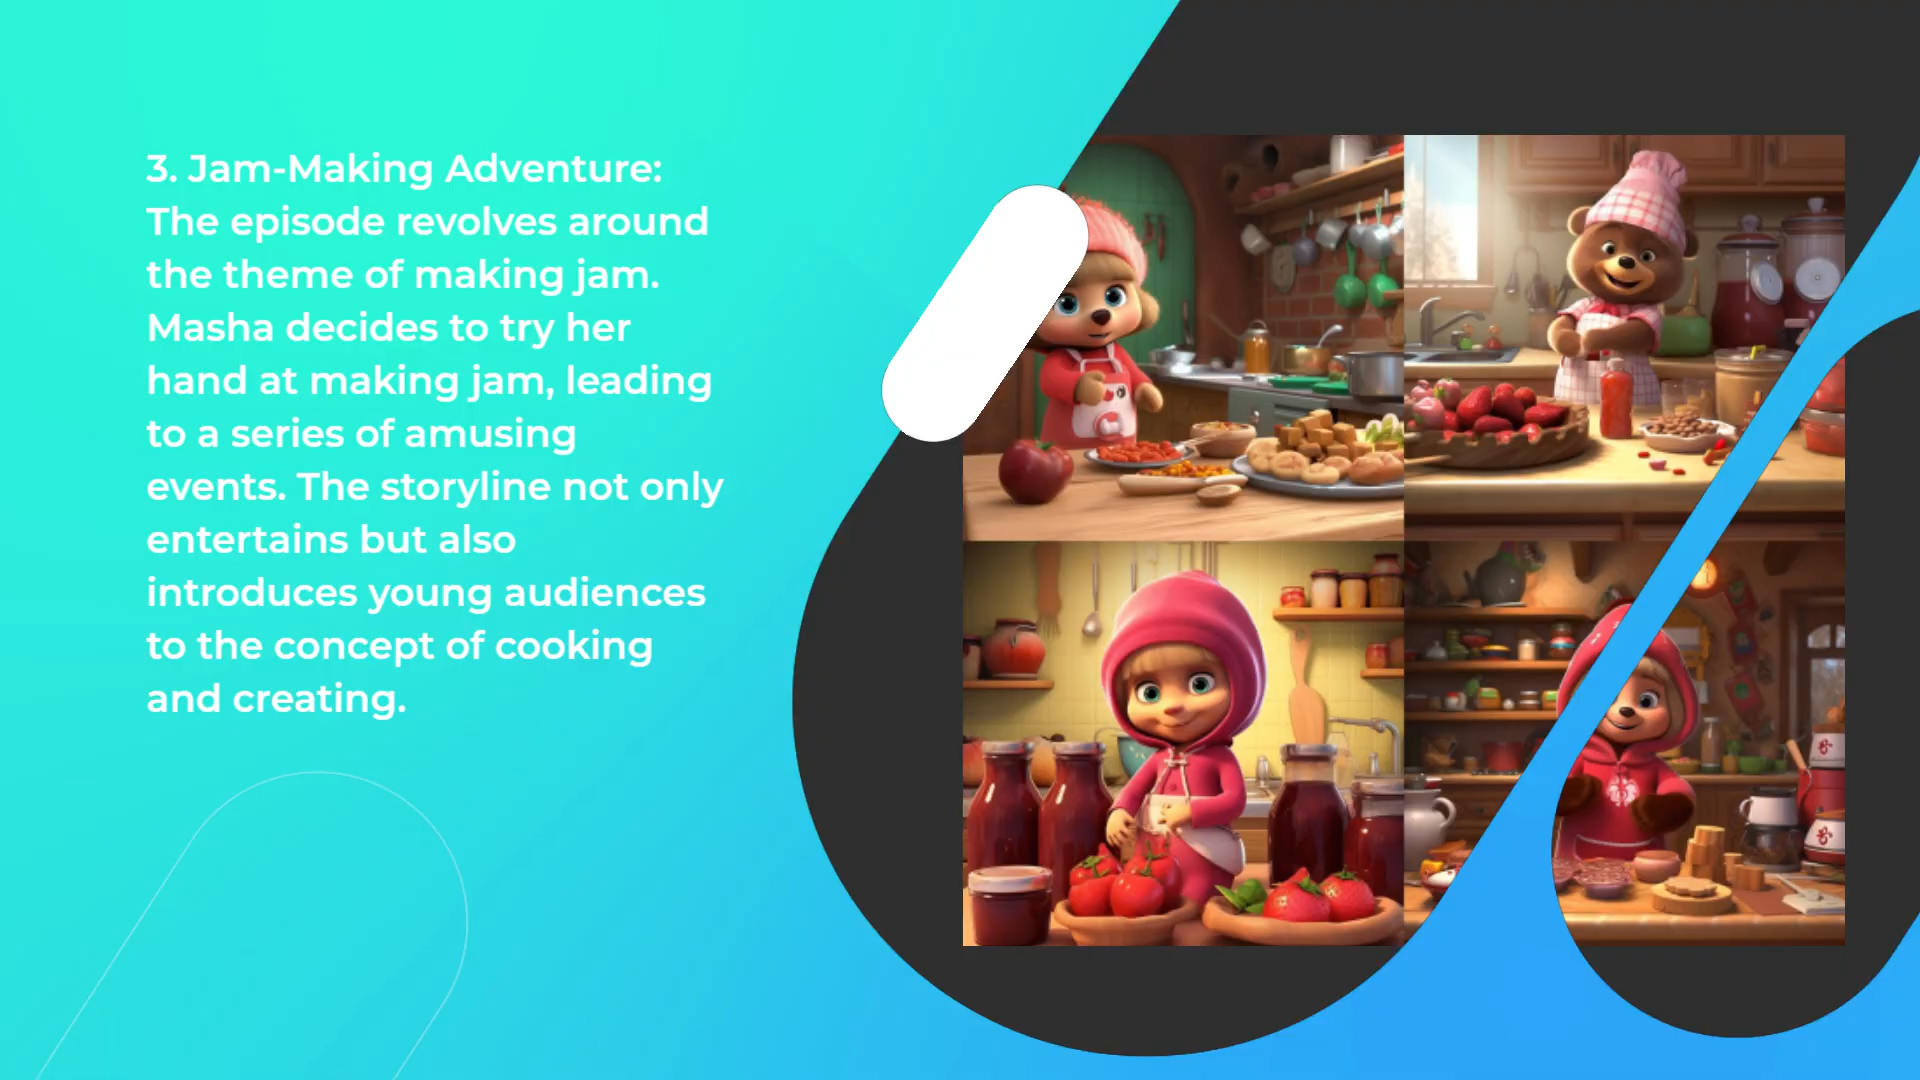 3. Jam-Making Adventure:
The episode revolves around
the theme of making jam.
Masha decides to try her
hand at making jam, leading
to a series of amusing
events. The storyline not only
entertains but also
introduces young audiences
to the concept of cooking
and creating.